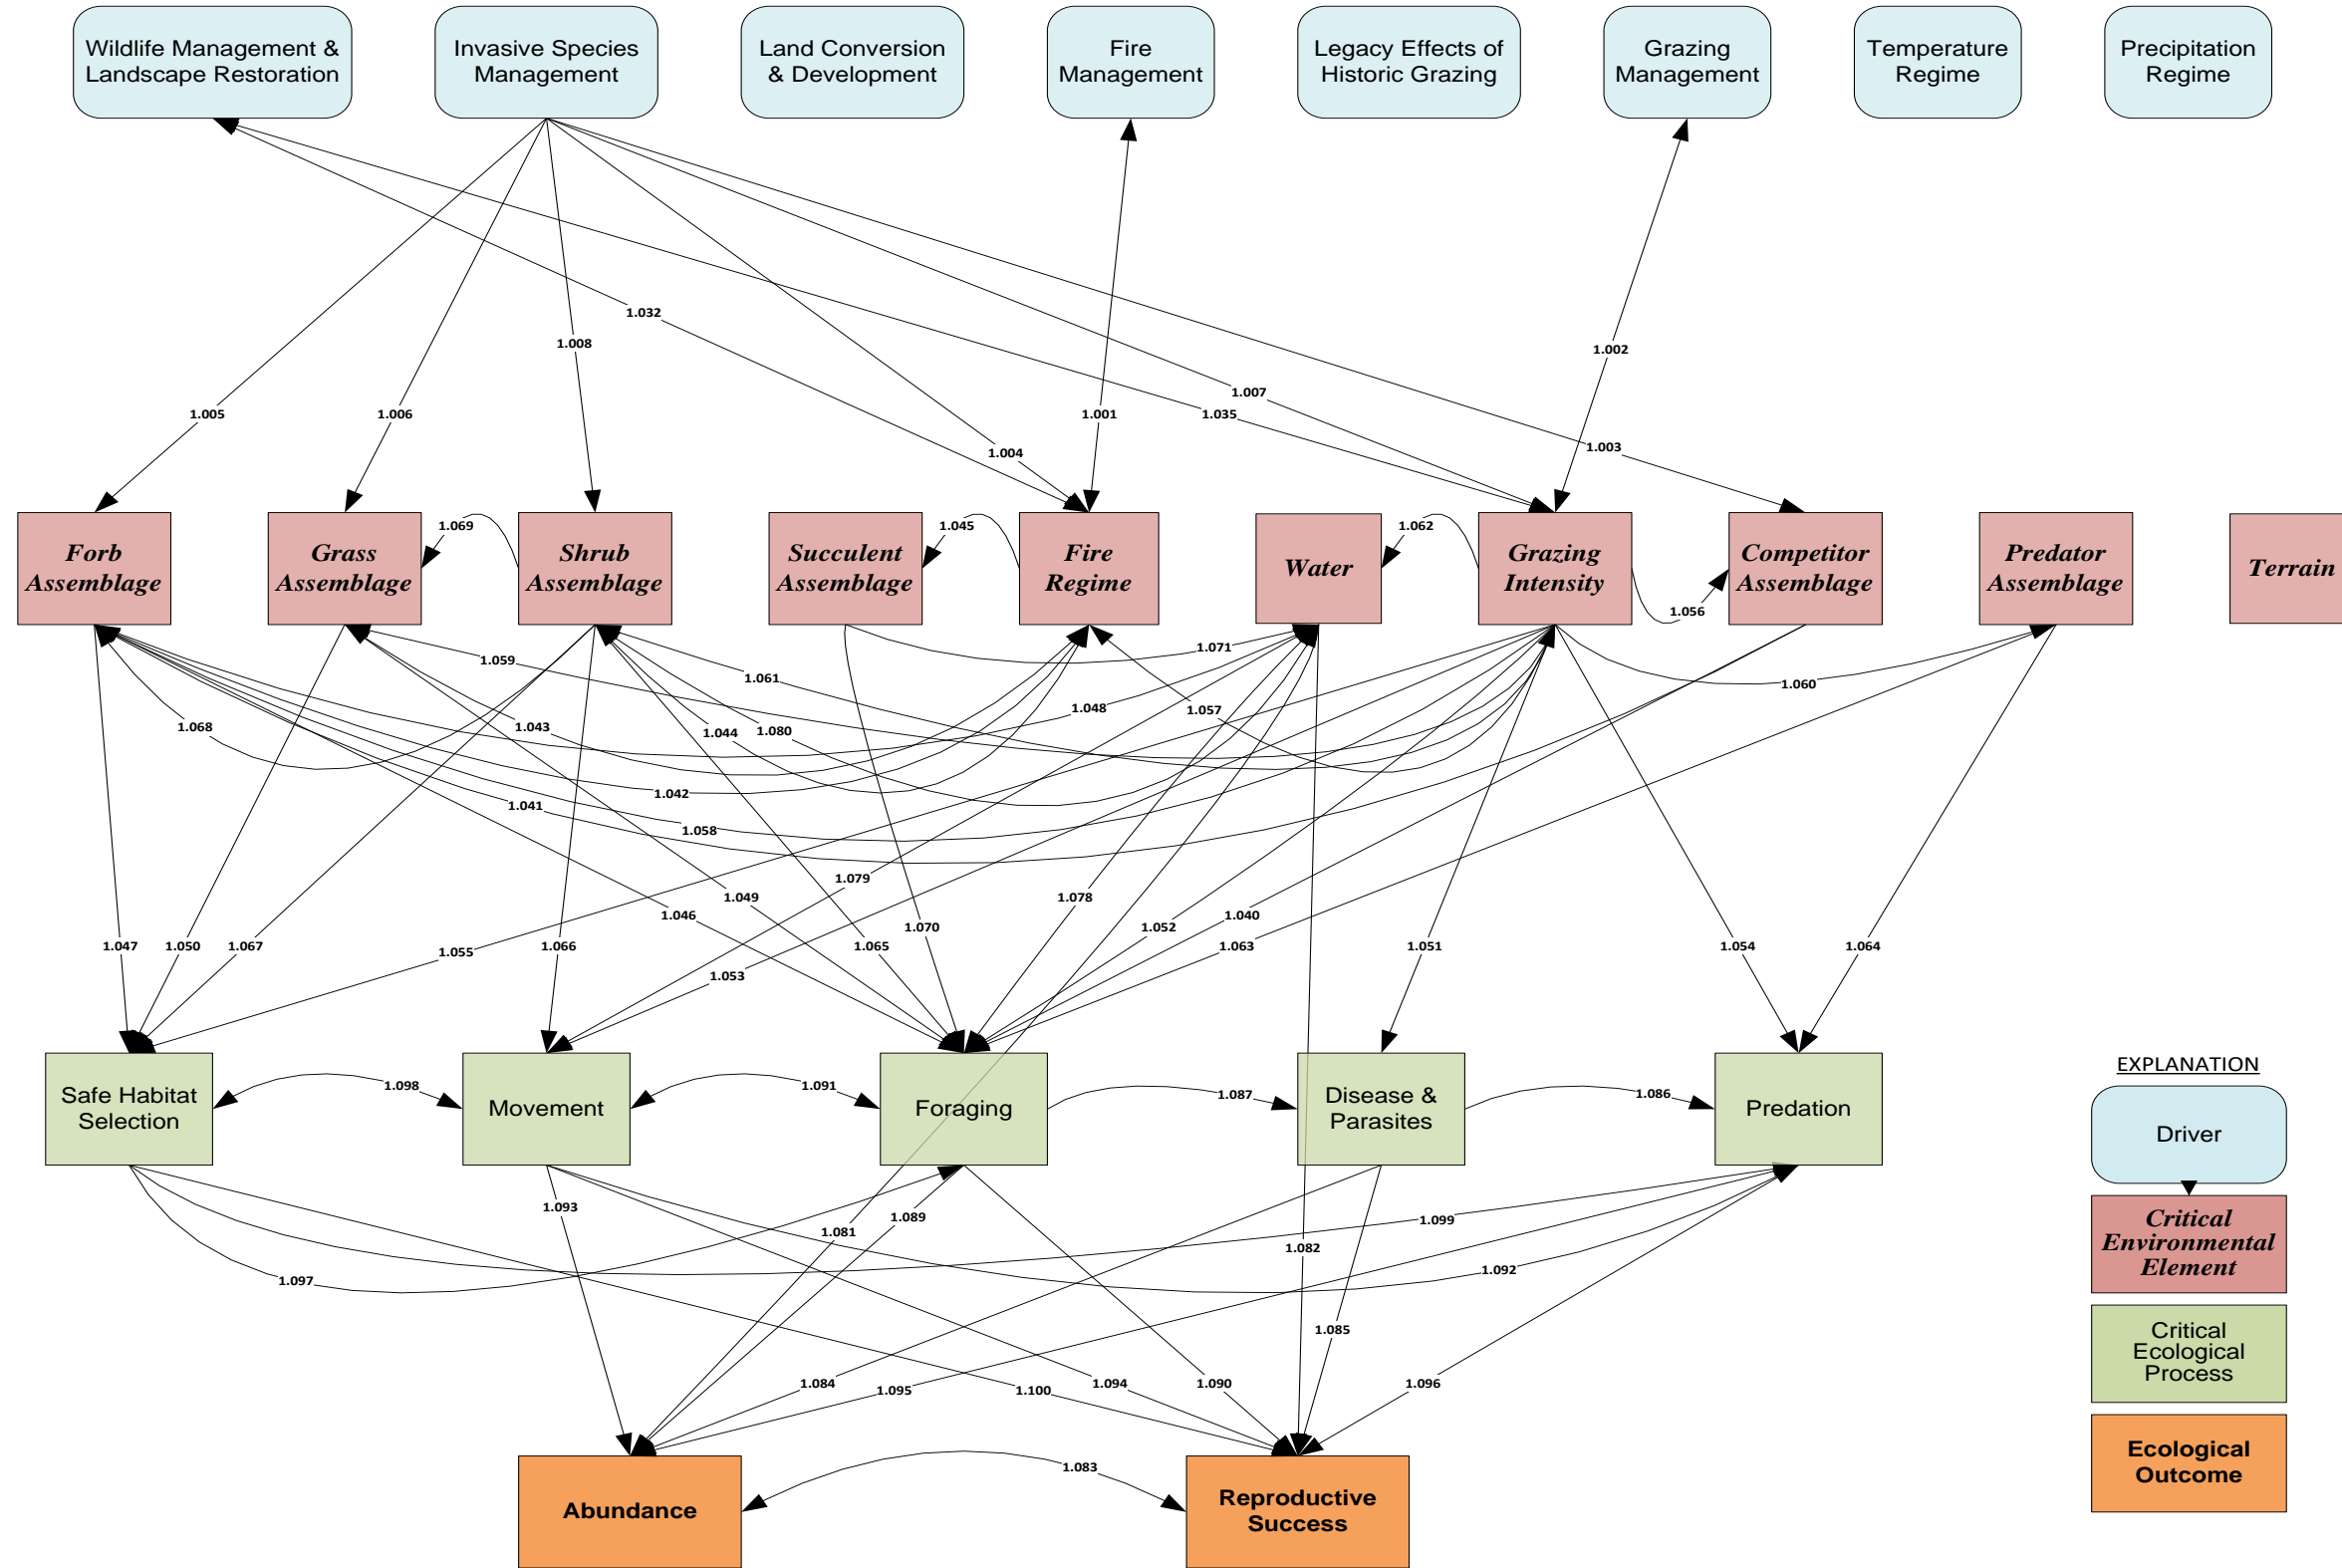 Wildlife Management &
Landscape Restoration
Invasive Species
Management
Land Conversion
& Development
Fire
Management
Legacy Effects of
Historic Grazing
Grazing
Management
Temperature
Regime
Precipitation
Regime
1.032
1.008
1.002
1.007
1.005
1.006
1.035
1.001
1.004
1.003
Forb
Assemblage
1.069
Grass
Assemblage
Shrub
Assemblage
Succulent
Assemblage
1.045
Fire
Regime
Water
1.062
Grazing
Intensity
1.056
Competitor
Assemblage
Predator
Assemblage
Terrain
1.071
1.059
1.061
1.060
1.048
1.057
1.068
1.043
1.044
1.080
1.042
1.041
1.058
1.079
1.049
1.078
1.046
1.070
1.052
1.040
1.047
1.050
1.067
1.055
1.066
1.065
1.063
1.051
1.054
1.064
1.053
Safe Habitat
Selection
1.098
Movement
1.091
Foraging
1.087
Disease &
Parasites
1.086
Predation
1.093
1.089
1.081
1.099
1.082
1.097
1.092
1.085
1.084
1.095
1.100
1.094
1.090
1.096
1.083
Abundance
Reproductive
Success
EXPLANATION
Driver
Critical
Environmental
Element
Critical
Ecological
Process
Ecological
Outcome